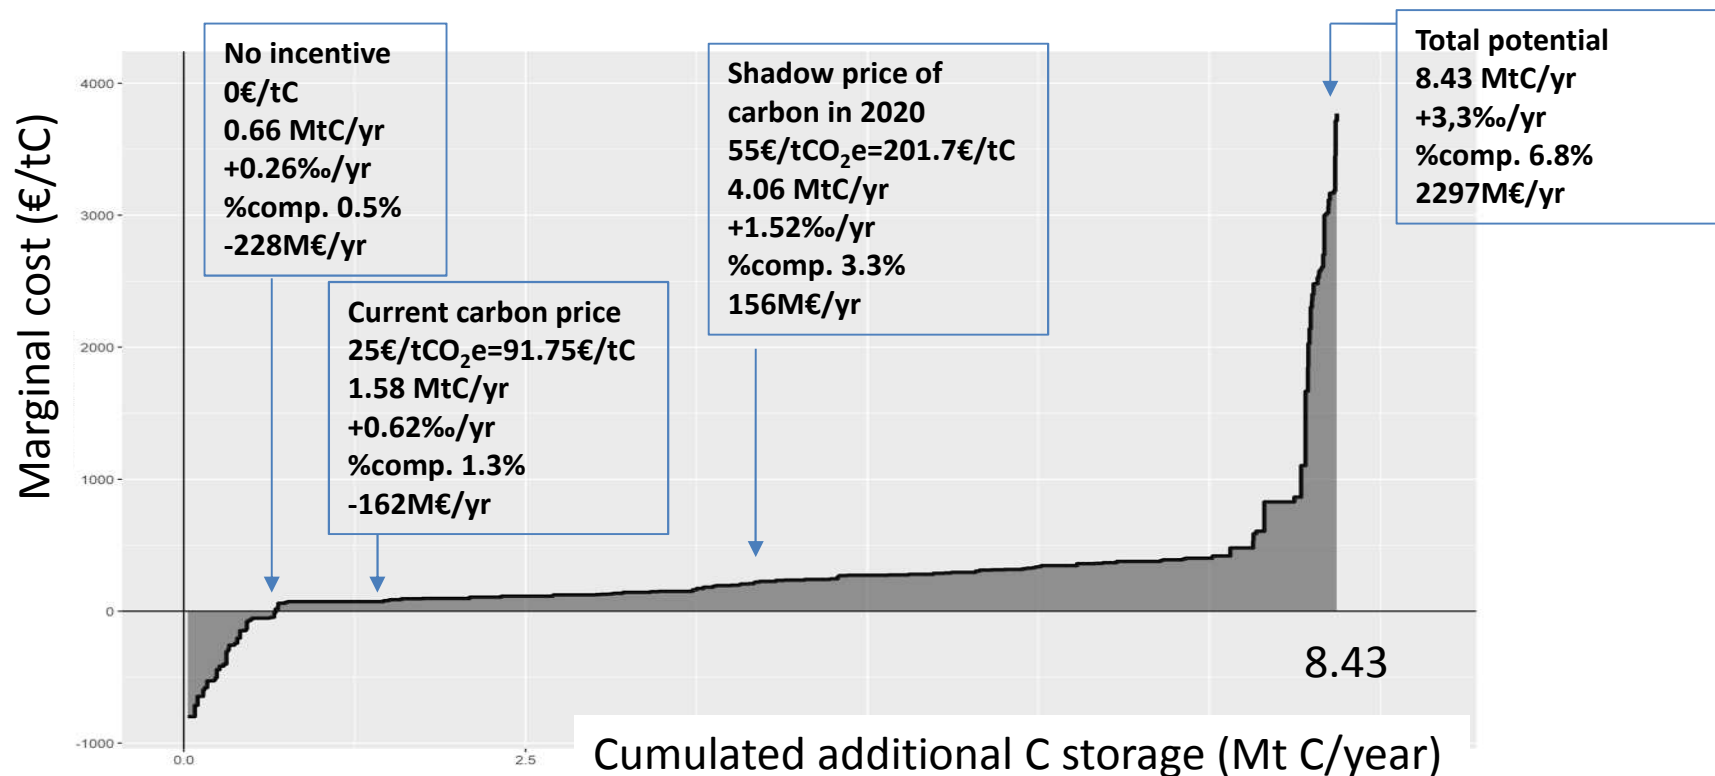 No incentive
0€/tC
0.66 MtC/yr
+0.26‰/yr
%comp. 0.5%
-228M€/yr
Current carbon price
25€/tCO₂e=91.75€/tC
1.58 MtC/yr
+0.62‰/yr
%comp. 1.3%
-162M€/yr
Shadow price of
carbon in 2020
55€/tCO₂e=201.7€/tC
4.06 MtC/yr
+1.52‰/yr
%comp. 3.3%
156M€/yr
Total potential
8.43 MtC/yr
+3,3‰/yr
%comp. 6.8%
2297M€/yr
Marginal cost (€/tC)
4000
3000
2000
1000
0
-1000
0.0
2.5
8.43
Cumulated additional C storage (Mt C/year)